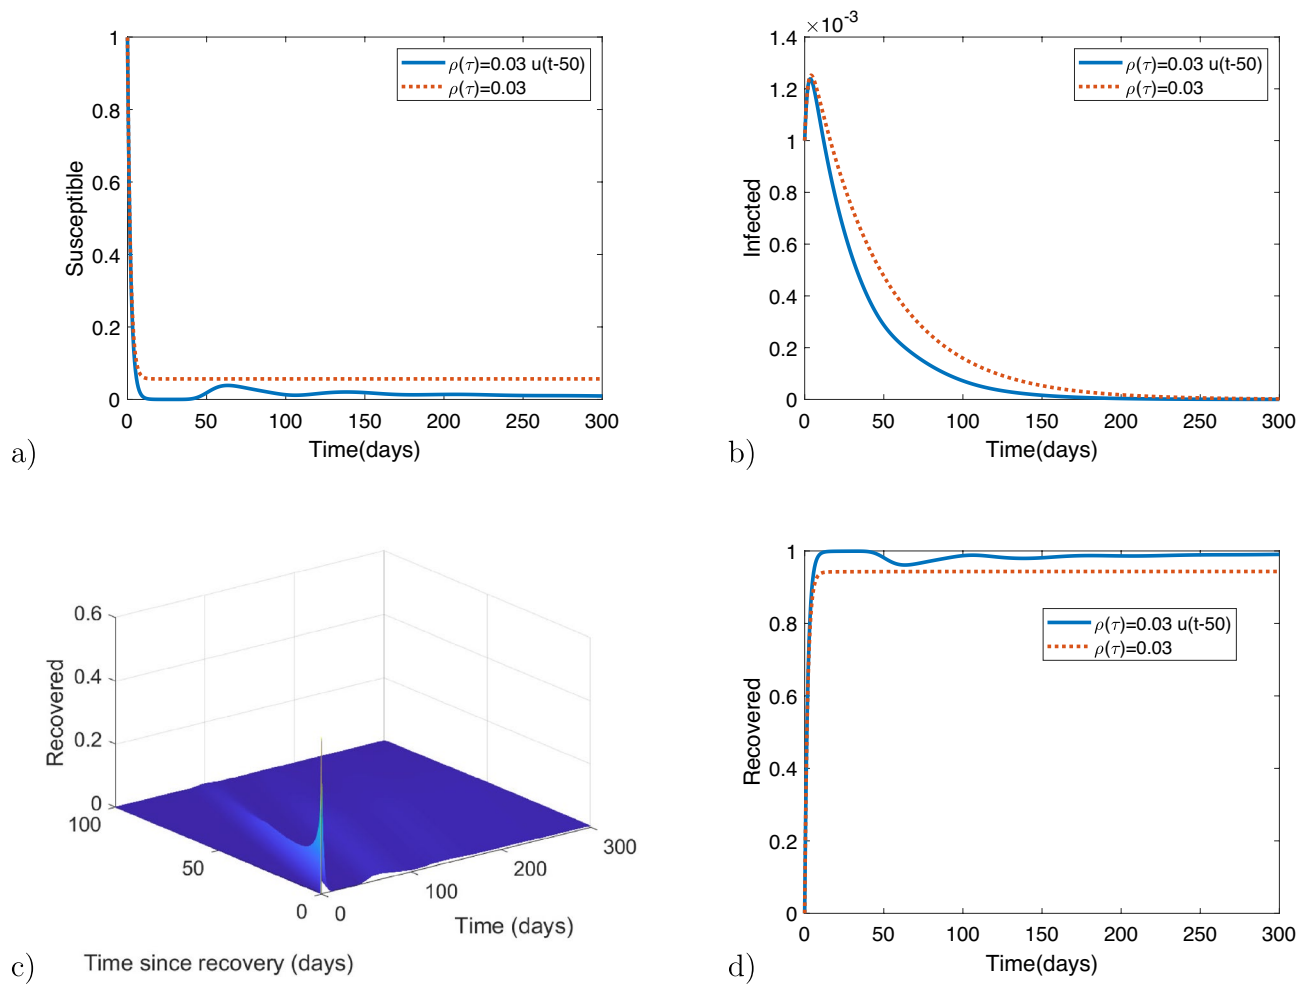 1
0.8
0.6
0.4
0.2
0
Susceptible
0 50 100 150 200 250 300
Time(days)
ρ(τ)=0.03 u(t-50)
ρ(τ)=0.03
a)
×10-3
1.4
1.2
1
0.8
0.6
0.4
0.2
0
Infected
0 50 100 150 200 250 300
Time(days)
ρ(τ)=0.03 u(t-50)
ρ(τ)=0.03
b)
0.6
0.4
0.2
0
Recovered
100
50
0
0
100
200
300
Time (days)
Time since recovery (days)
c)
1
0.8
0.6
0.4
0.2
0
Recovered
0 50 100 150 200 250 300
Time(days)
ρ(τ)=0.03 u(t-50)
ρ(τ)=0.03
d)